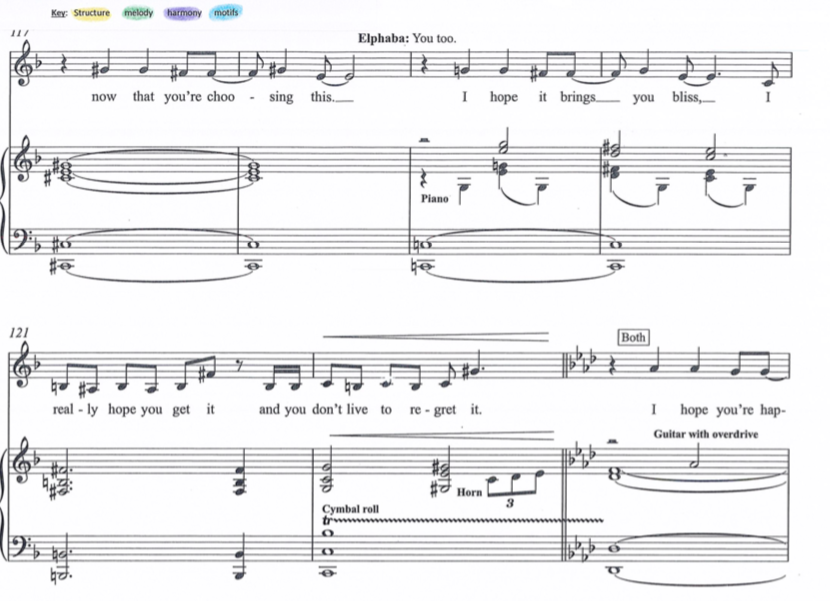 Key: Structure melody harmony motifs
117
Elphaba: You too.
now that you're choo - sing this. I hope it brings you bliss, I
Piano
121
Both
real - ly hope you get it and you don't live to re - gret it. I hope you're hap-
Guitar with overdrive
Horn
3
Cymbal roll
tr